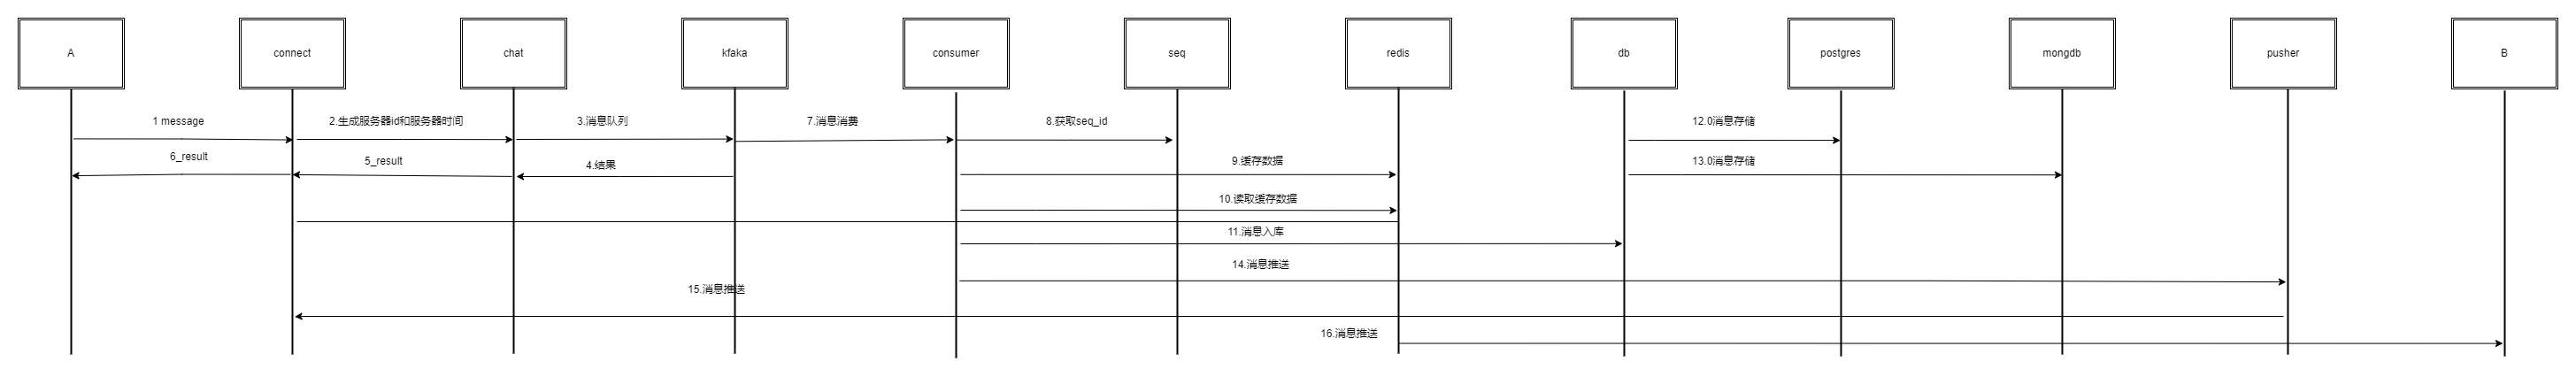 A
connect
chat
kfaka
consumer
seq
redis
db
postgres
mongdb
pusher
B
1 message
2.生成服务器id和服务器时间
3.消息队列
7.消息消费
8.获取seq_id
12.0消息存储
6_result
5_result
4.结果
9.缓存数据
13.0消息存储
10.读取缓存数据
11.消息入库
14.消息推送
15.消息推送
16.消息推送